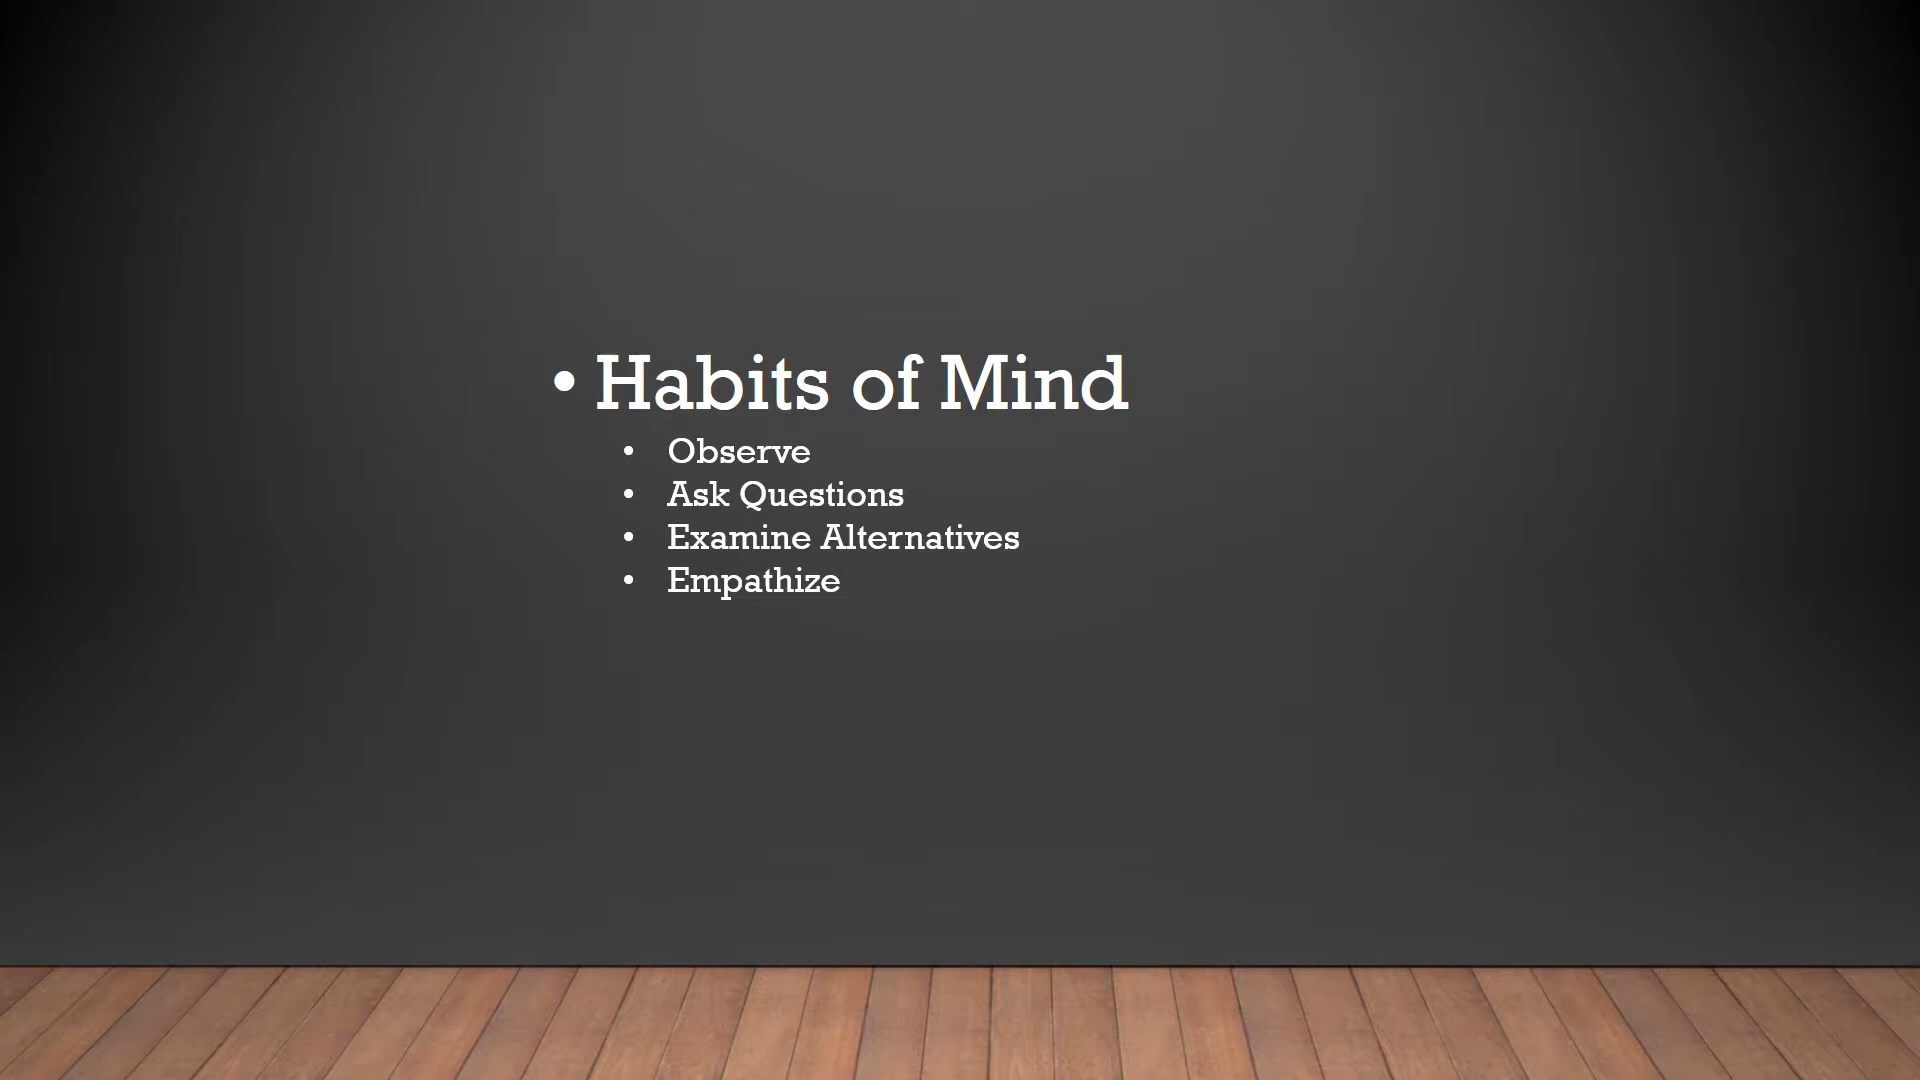 • Habits of Mind
• Observe
• Ask Questions
• Examine Alternatives
• Empathize